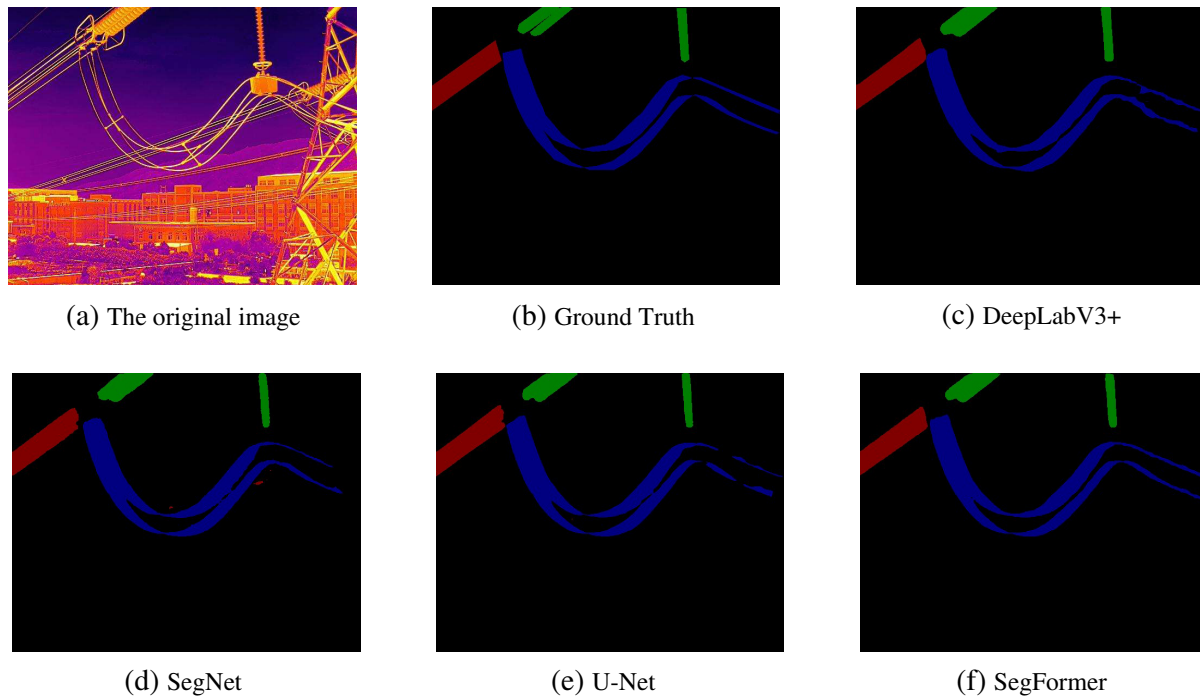 (a) The original image
(b) Ground Truth
(c) DeepLabV3+
(d) SegNet
(e) U-Net
(f) SegFormer